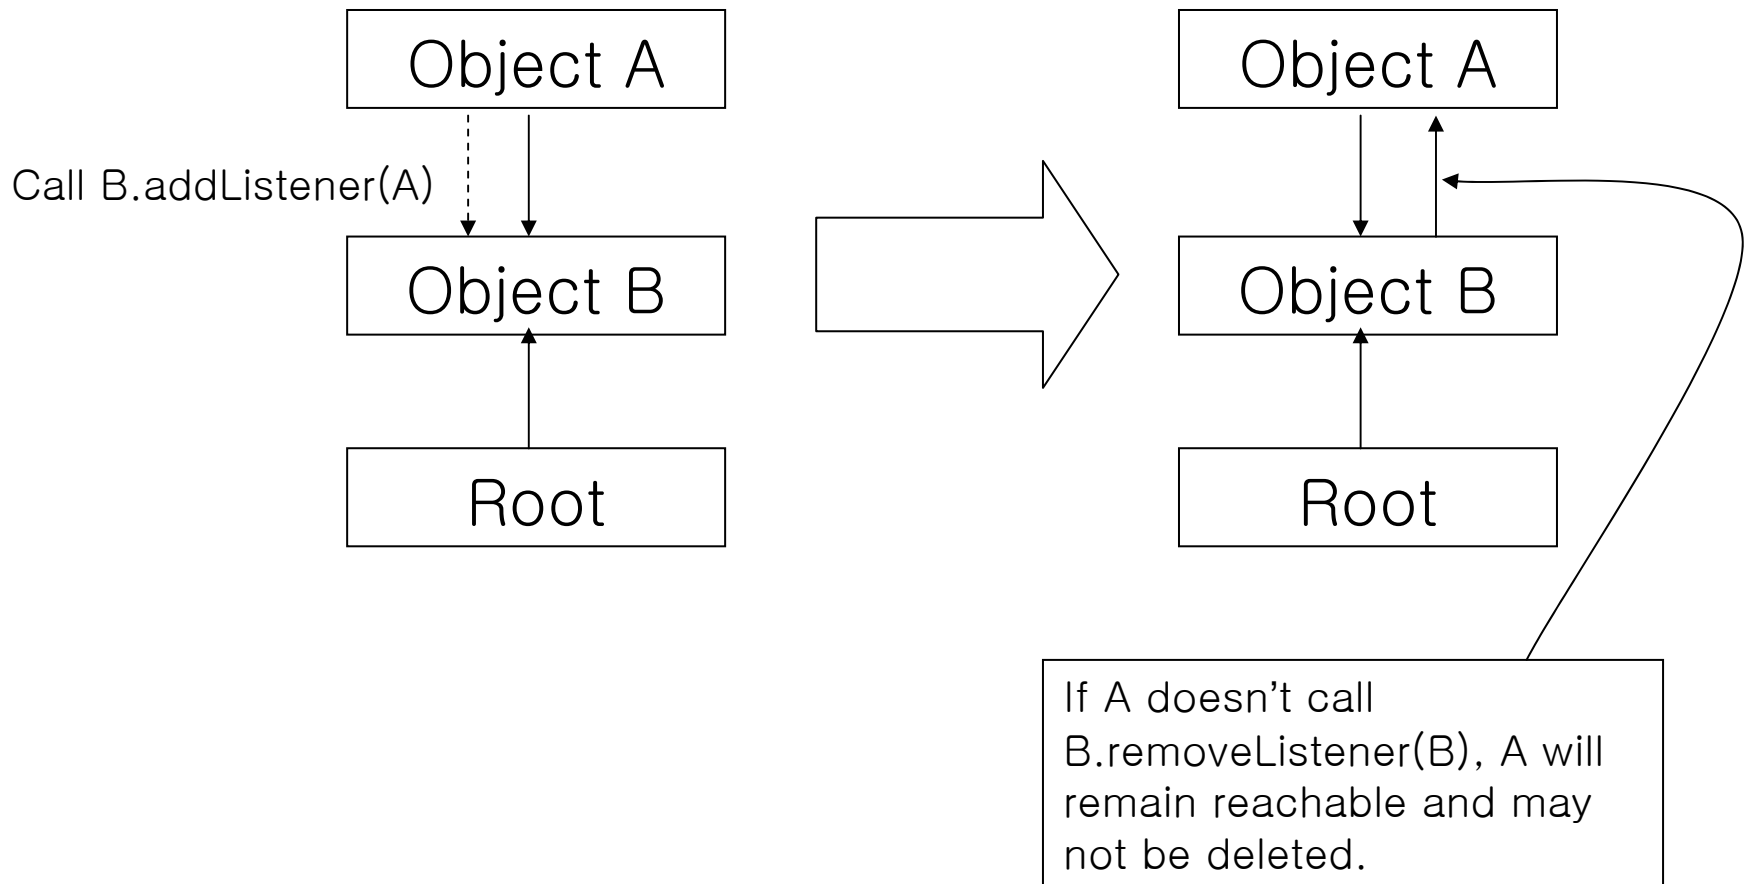 Object A
Object A
Call B.addListener(A)
Object B
Object B
Root
Root
If A doesn’t call
B.removeListener(B), A will
remain reachable and may
not be deleted.